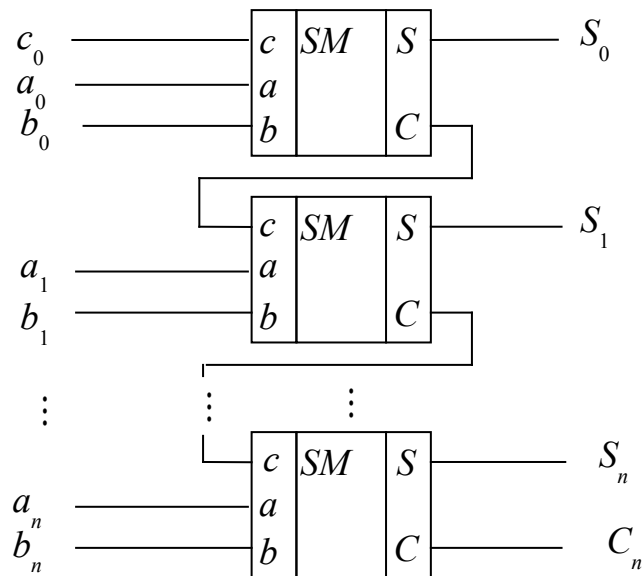 c₀ c SM S S₀
a₀ a
b₀ b C
c SM S S₁
a₁ a
b₁ b C
⋮ ⋮ ⋮
c SM S Sₙ
aₙ a
bₙ b C Cₙ